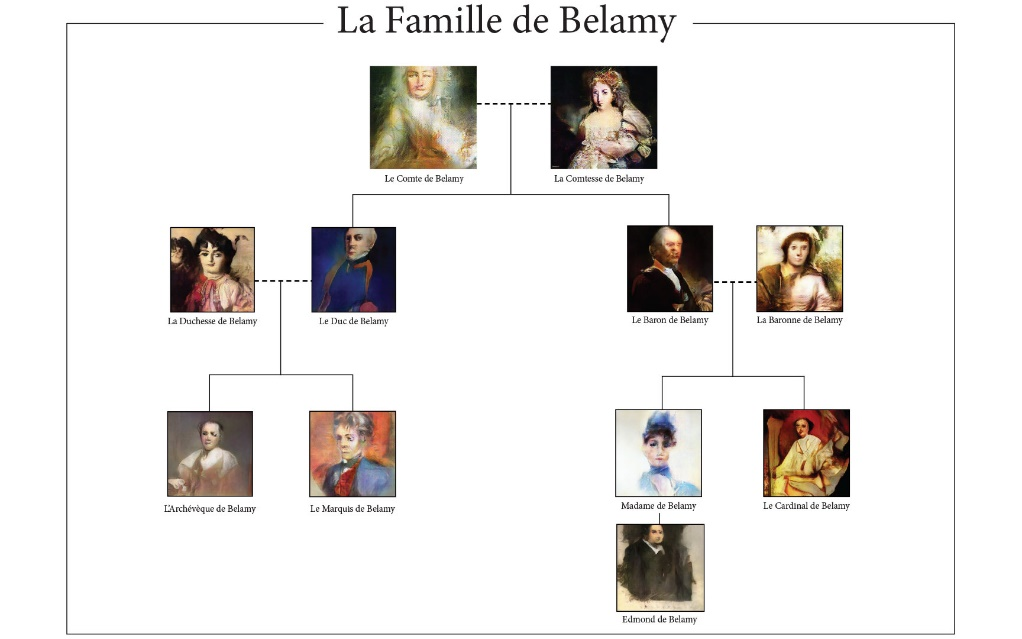 La Famille de Belamy
Le Comte de Belamy
La Comtesse de Belamy
La Duchesse de Belamy
Le Duc de Belamy
Le Baron de Belamy
La Baronne de Belamy
L'Archévèque de Belamy
Le Marquis de Belamy
Madame de Belamy
Le Cardinal de Belamy
Edmond de Belamy